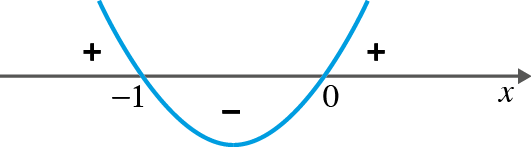 + +
−1 − 0 x